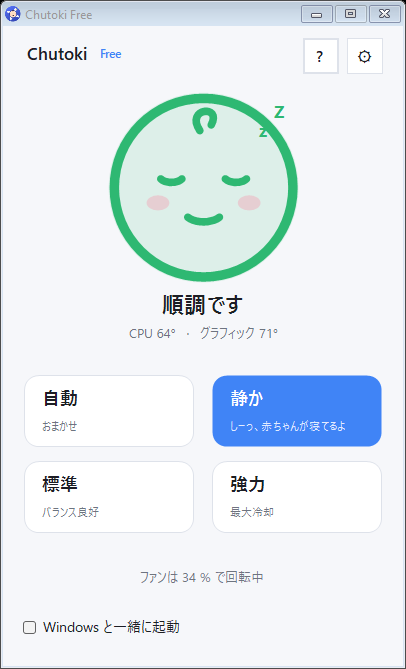 Chutoki Free
Chutoki Free
?
z
Z
順調です
CPU 64° · グラフィック 71°
自動
おまかせ
静か
しーっ、赤ちゃんが寝てるよ
標準
バランス良好
強力
最大冷却
ファンは 34 % で回転中
Windows と一緒に起動